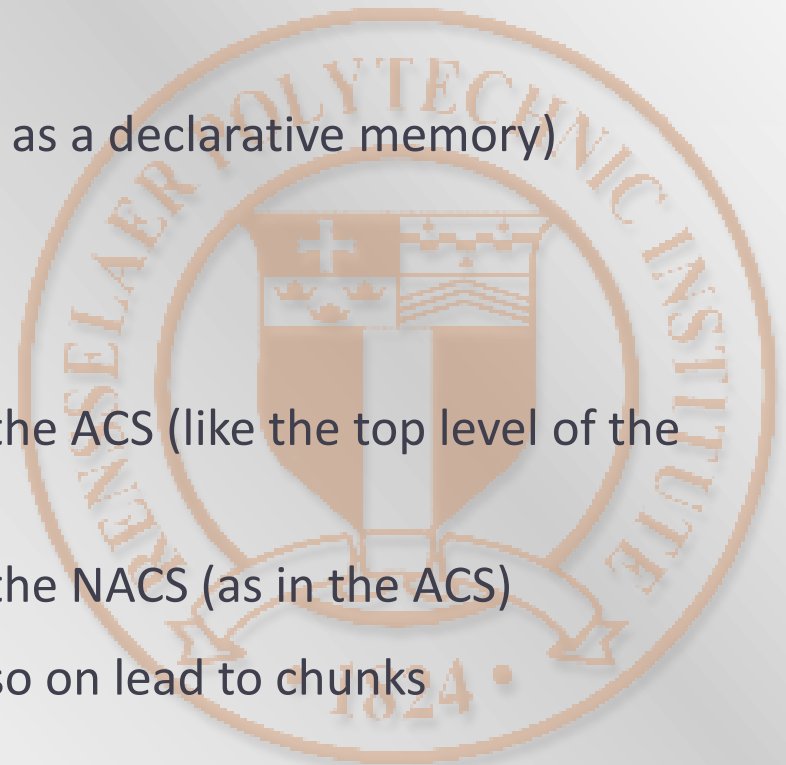 as a declarative memory)
RENSSELAER POLYTECHNIC INSTITUTE
the ACS (like the top level of the
the NACS (as in the ACS)
so on lead to chunks
• 1824 •